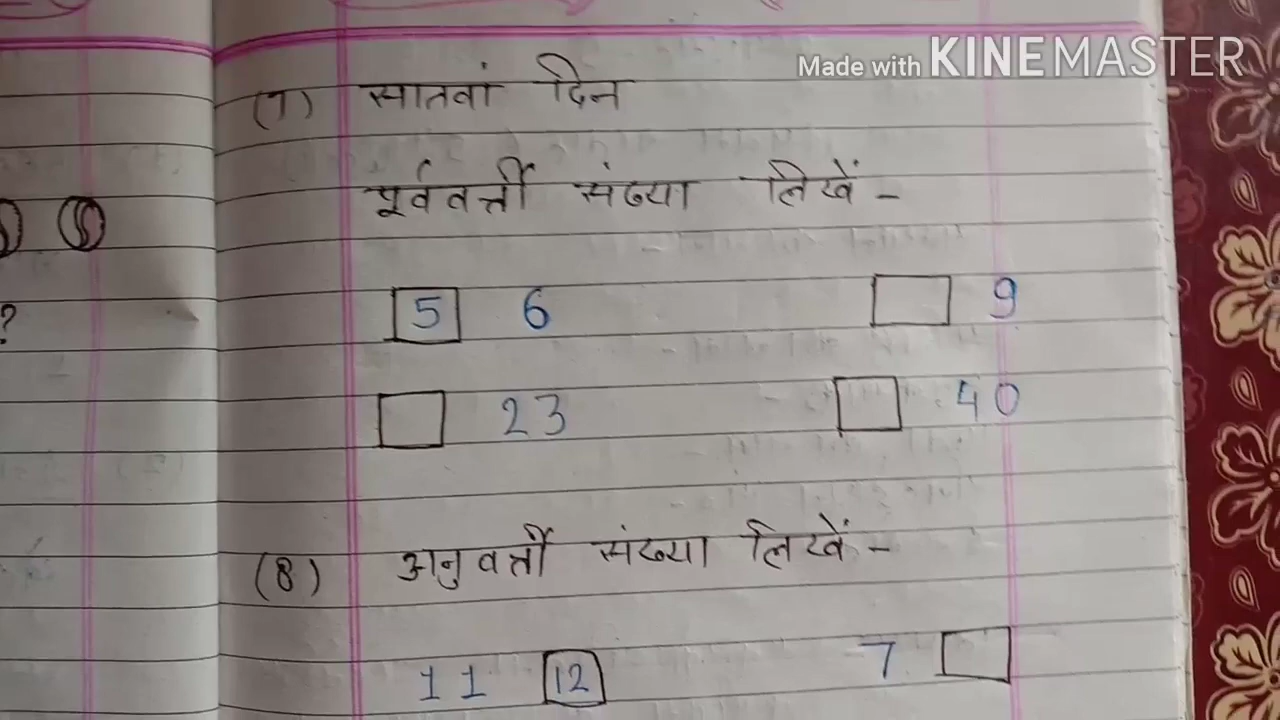 Made with KINEMASTER
(7) सातवां दिन
पूर्ववर्त्ती संख्या लिखें -
5 6 9
23 40
(8) अनुवर्त्ती संख्या लिखें -
11 12 7
?